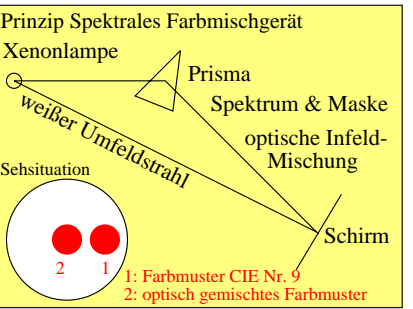 Prinzip Spektrales Farbmischgerät
Xenonlampe
Prisma
Spektrum & Maske
optische Infeld-
Mischung
weißer Umfeldstrahl
Sehsituation
Schirm
2 1
1: Farbmuster CIE Nr. 9
2: optisch gemischtes Farbmuster